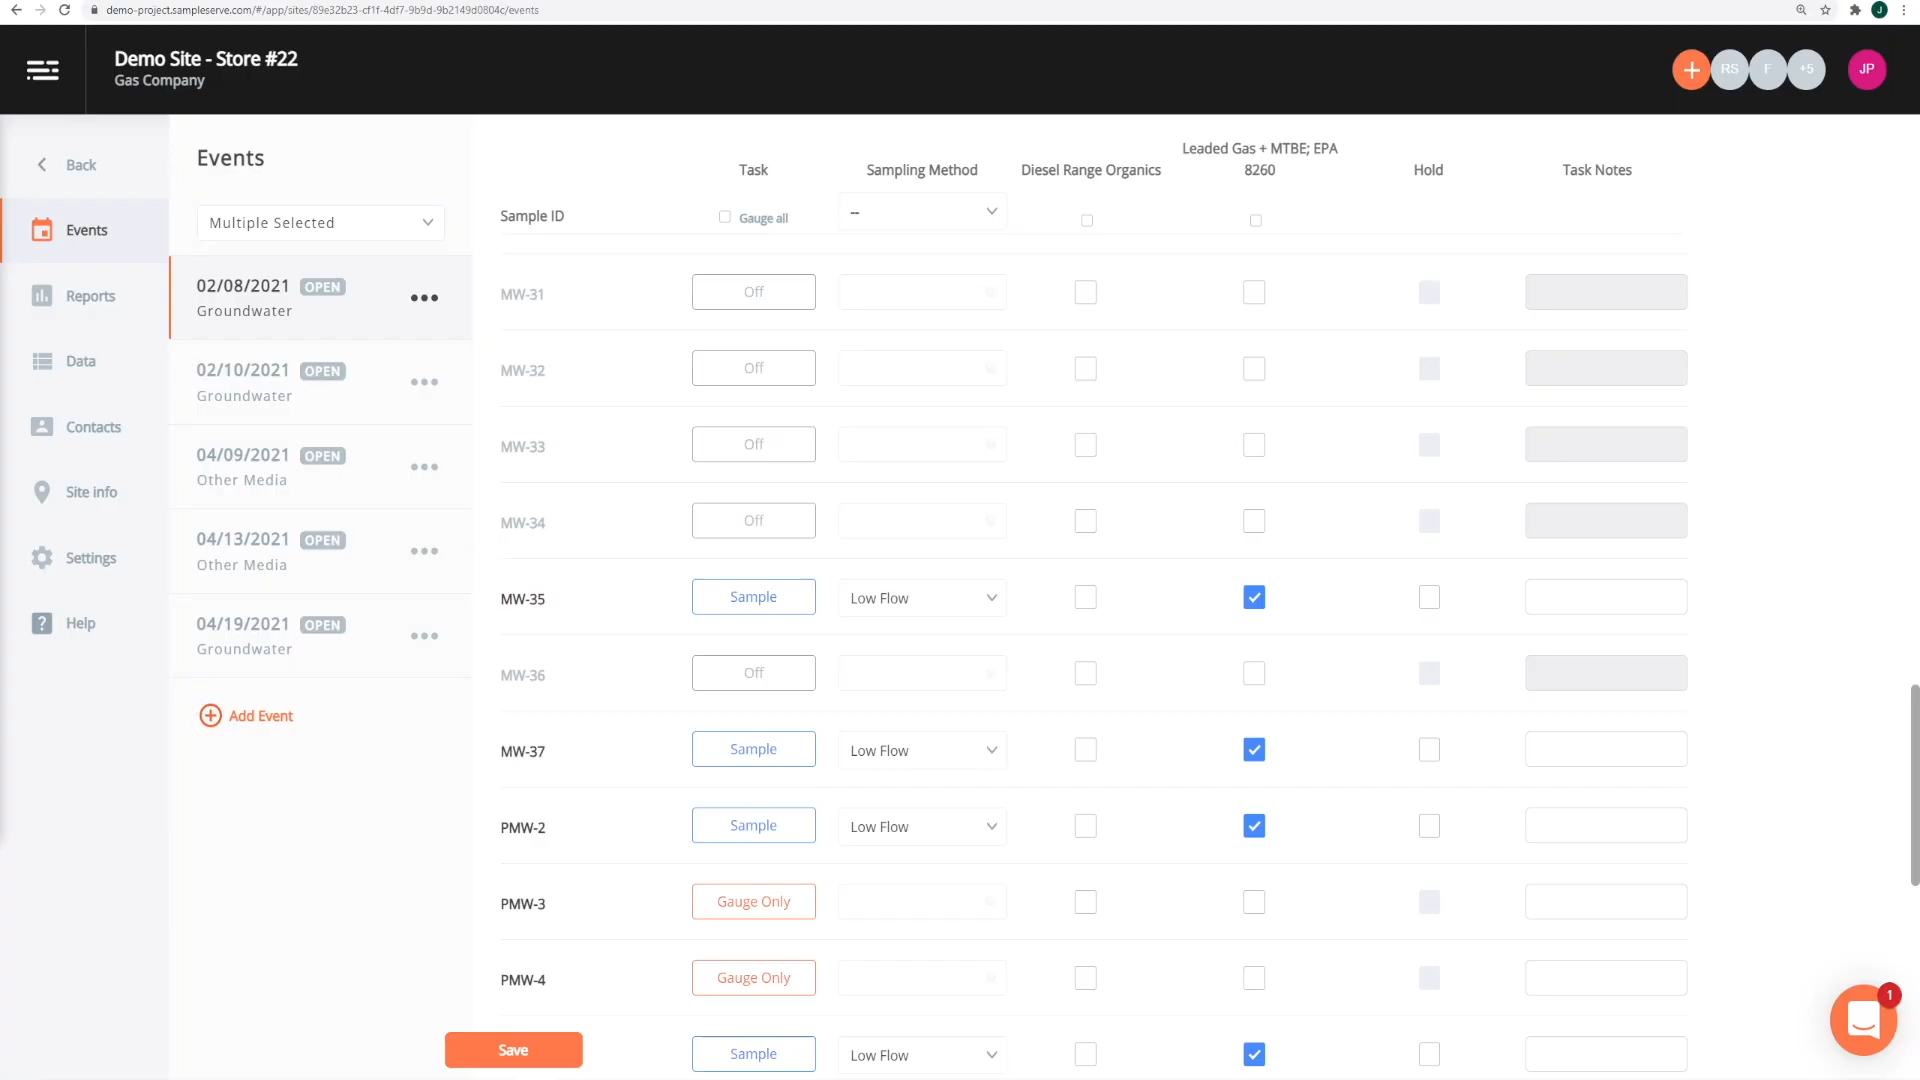 demo-project.sampleserve.com/#/app/sites/89e32b23-cf1f-4df7-9b9d-9b2149d0804c/events
J
Demo Site - Store #22
Gas Company
RS
F
+5
JP
Back
Events
Reports
Data
Contacts
Site info
Settings
? Help
Events
Multiple Selected
02/08/2021 OPEN
Groundwater
02/10/2021 OPEN
Groundwater
04/09/2021 OPEN
Other Media
04/13/2021 OPEN
Other Media
04/19/2021 OPEN
Groundwater
Add Event
Sample ID
Task
Gauge all
Sampling Method
--
Diesel Range Organics
Leaded Gas + MTBE; EPA
8260
Hold
Task Notes
MW-31 Off
MW-32 Off
MW-33 Off
MW-34 Off
MW-35 Sample Low Flow
MW-36 Off
MW-37 Sample Low Flow
PMW-2 Sample Low Flow
PMW-3 Gauge Only
PMW-4 Gauge Only
Sample Low Flow
Save
1